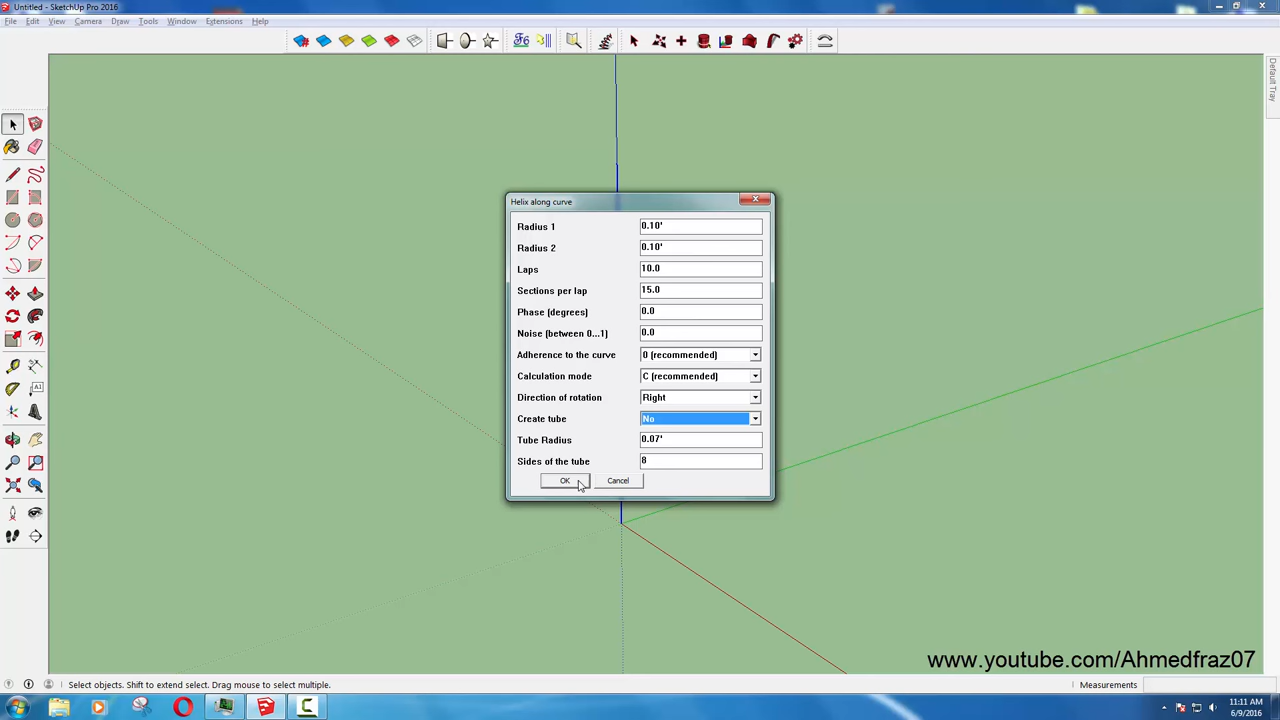 Untitled - SketchUp Pro 2016
File Edit View Camera Draw Tools Window Extensions Help
Default Tray
Helix along curve
Radius 1 0.10'
Radius 2 0.10'
Laps 10.0
Sections per lap 15.0
Phase (degrees) 0.0
Noise (between 0...1) 0.0
Adherence to the curve 0 (recommended)
Calculation mode C (recommended)
Direction of rotation Right
Create tube No
Tube Radius 0.07'
Sides of the tube 8
OK Cancel
www.youtube.com/Ahmedfraz07
Select objects. Shift to extend select. Drag mouse to select multiple. Measurements
11:11 AM
6/9/2016